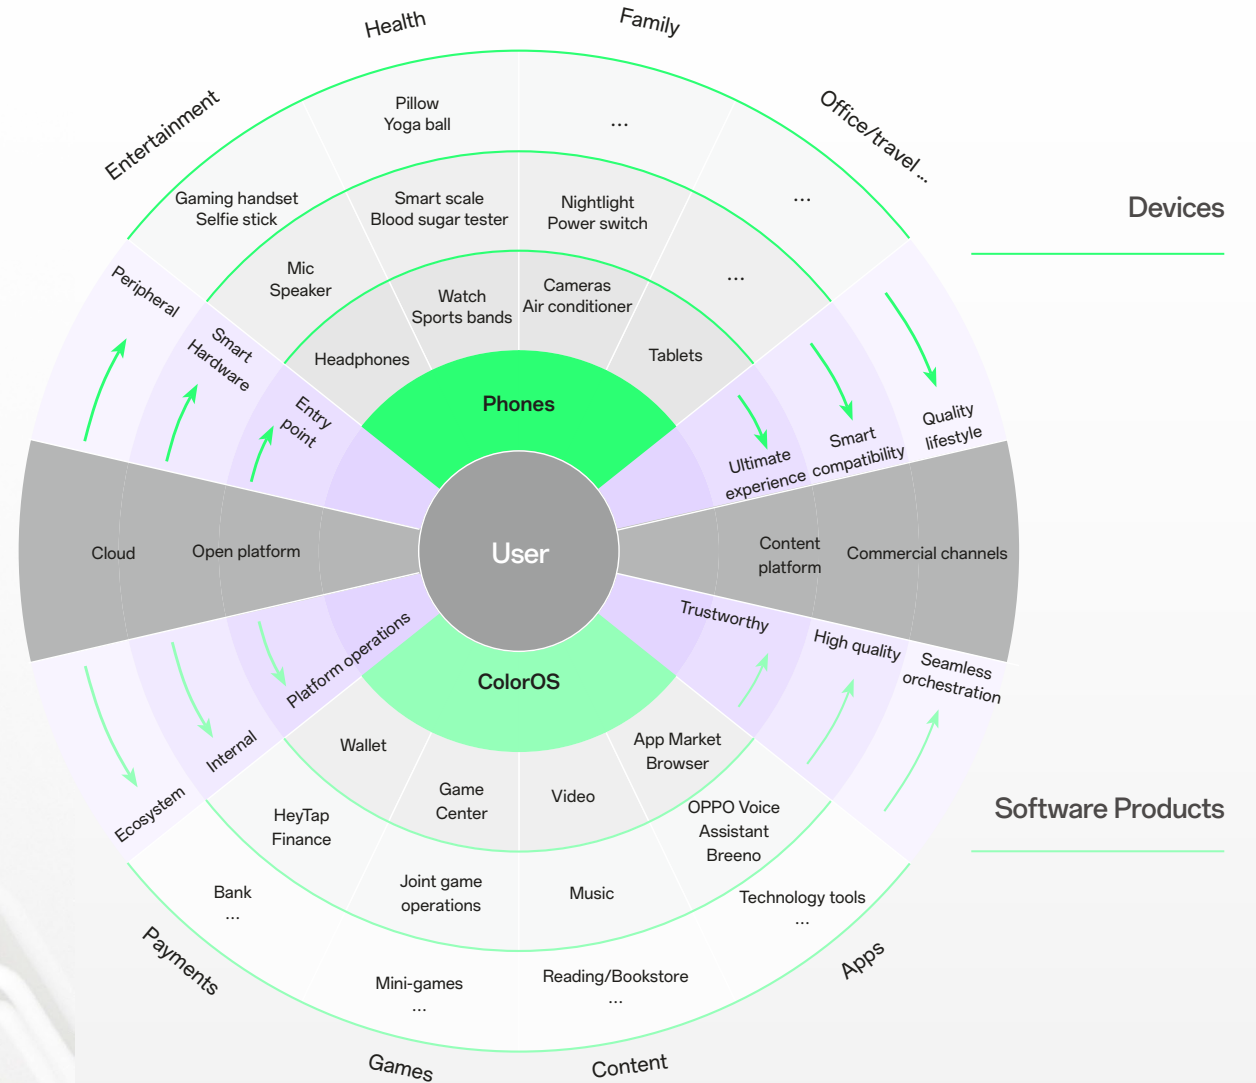 Health
Family
Entertainment
Office/travel...
Pillow
Yoga ball
...
Gaming handset
Selfie stick
...
Devices
Smart scale
Blood sugar tester
Nightlight
Power switch
Mic
Speaker
...
Peripheral
Smart
Hardware
Entry
point
Headphones
Watch
Sports bands
Cameras
Air conditioner
Tablets
Phones
Ultimate
experience
Smart
compatibility
Quality
lifestyle
Cloud
Open platform
User
Content
platform
Commercial channels
Platform operations
Internal
Ecosystem
Trustworthy
High quality
Seamless
orchestration
ColorOS
Wallet
Game
Center
Video
App Market
Browser
Software Products
HeyTap
Finance
Joint game
operations
Music
OPPO Voice
Assistant
Breeno
Bank
...
Mini-games
...
Reading/Bookstore
...
Technology tools
...
Payments
Games
Content
Apps